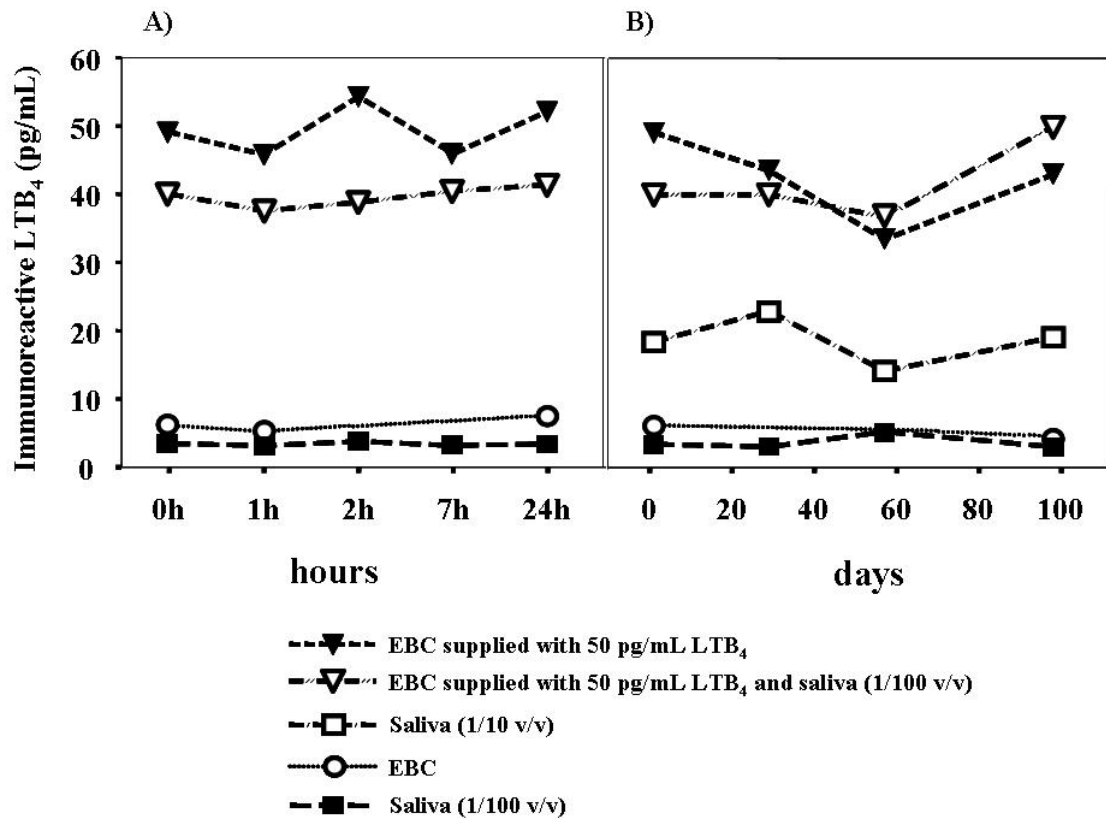 A)
B)
Immunoreactive LTB4 (pg/mL)
60
50
40
30
20
10
0
0h 1h 2h 7h 24h
0 20 40 60 80 100
hours
days
EBC supplied with 50 pg/mL LTB4
EBC supplied with 50 pg/mL LTB4 and saliva (1/100 v/v)
Saliva (1/10 v/v)
EBC
Saliva (1/100 v/v)